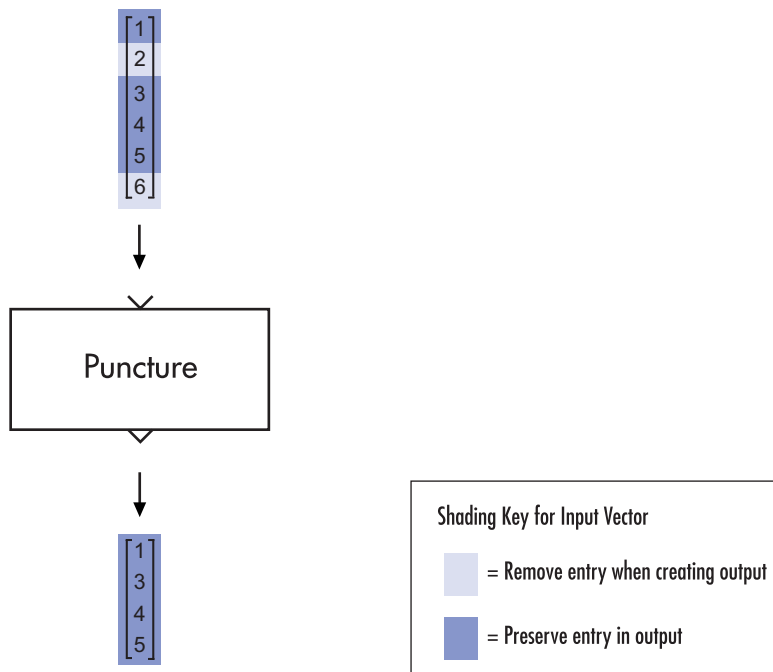 1
2
3
4
5
6
Puncture
1
3
4
5
Shading Key for Input Vector
= Remove entry when creating output
= Preserve entry in output